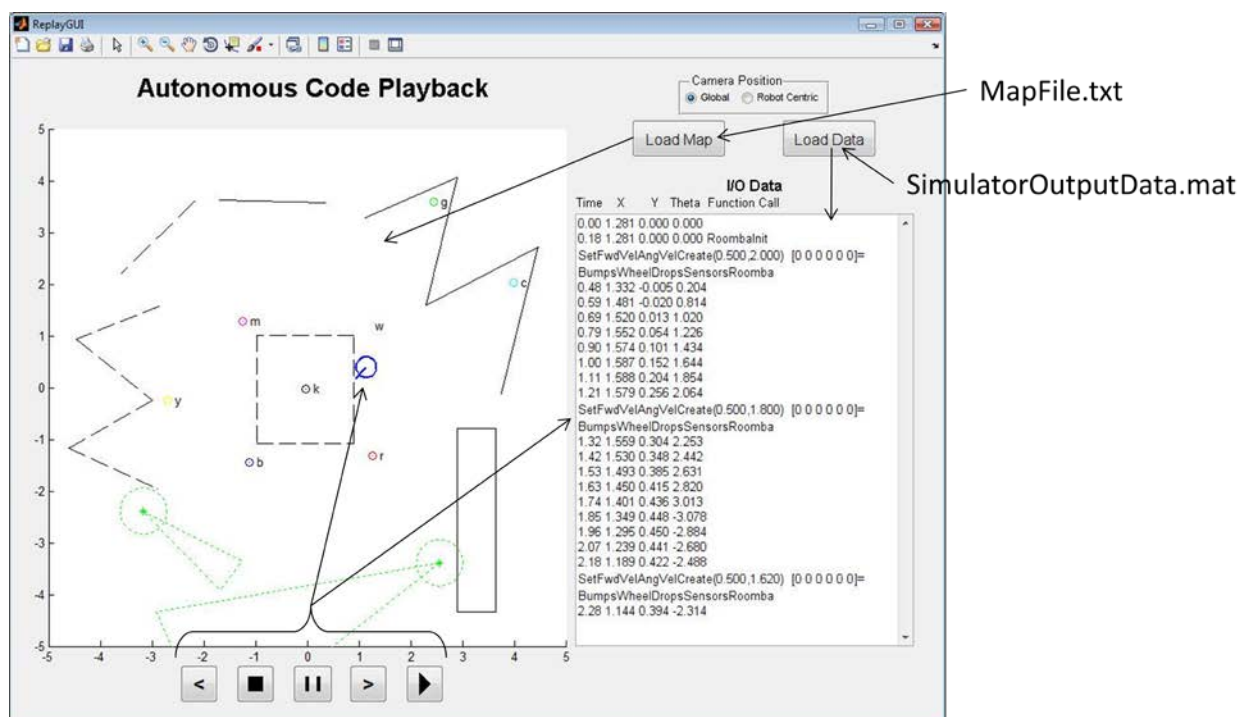 ReplayGUI
Autonomous Code Playback
Camera Position
Global Robot Centric
MapFile.txt
Load Map Load Data
SimulatorOutputData.mat
I/O Data
Time X Y Theta Function Call
0.00 1.281 0.000 0.000
0.18 1.281 0.000 0.000 RoombaInit
SetFwdVelAngVelCreate(0.500,2.000) [0 0 0 0 0 0]=
BumpsWheelDropsSensorsRoomba
0.48 1.332 -0.005 0.204
0.59 1.481 -0.020 0.814
0.69 1.520 0.013 1.020
0.79 1.552 0.054 1.226
0.90 1.574 0.101 1.434
1.00 1.587 0.152 1.644
1.11 1.588 0.204 1.854
1.21 1.579 0.256 2.064
SetFwdVelAngVelCreate(0.500,1.800) [0 0 0 0 0 0]=
BumpsWheelDropsSensorsRoomba
1.32 1.559 0.304 2.253
1.42 1.530 0.348 2.442
1.53 1.493 0.385 2.631
1.63 1.450 0.415 2.820
1.74 1.401 0.436 3.013
1.85 1.349 0.448 -3.078
1.96 1.295 0.450 -2.884
2.07 1.239 0.441 -2.680
2.18 1.189 0.422 -2.488
SetFwdVelAngVelCreate(0.500,1.620) [0 0 0 0 0 0]=
BumpsWheelDropsSensorsRoomba
2.28 1.144 0.394 -2.314
5
4
3
2
1
0
-1
-2
-3
-4
-5
g
c
m
w
k
y
b
r
-5 -4 -3 -2 -1 0 1 2 3 4 5
< >